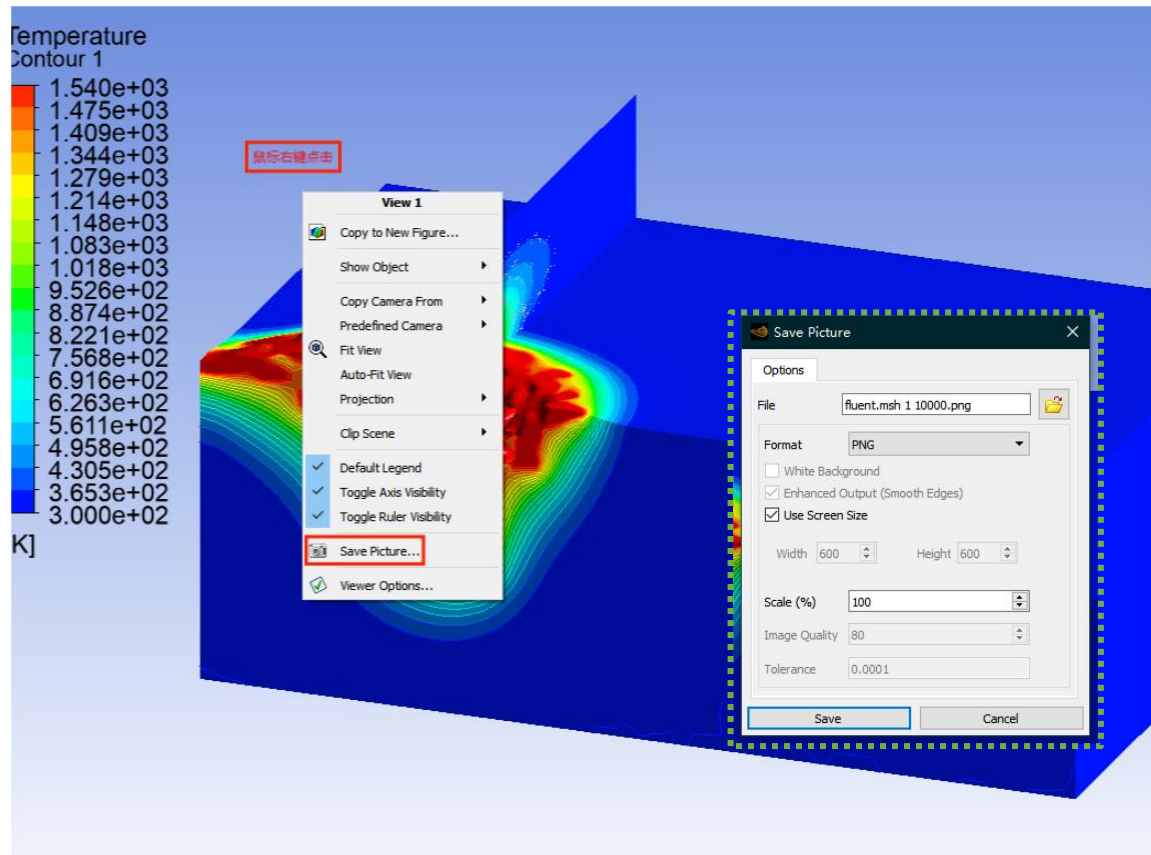 Temperature
Contour 1
1.540e+03
1.475e+03
1.409e+03
1.344e+03
1.279e+03
1.214e+03
1.148e+03
1.083e+03
1.018e+03
9.526e+02
8.874e+02
8.221e+02
7.568e+02
6.916e+02
6.263e+02
5.611e+02
4.958e+02
4.305e+02
3.653e+02
3.000e+02
K]
鼠标右键点击
View 1
Copy to New Figure...
Show Object
Copy Camera From
Predefined Camera
Fit View
Auto-Fit View
Projection
Clip Scene
Default Legend
Toggle Axis Visibility
Toggle Ruler Visibility
Save Picture...
Viewer Options...
Save Picture
Options
File fluent.msh 1 10000.png
Format PNG
White Background
Enhanced Output (Smooth Edges)
Use Screen Size
Width 600 Height 600
Scale (%) 100
Image Quality 80
Tolerance 0.0001
Save Cancel